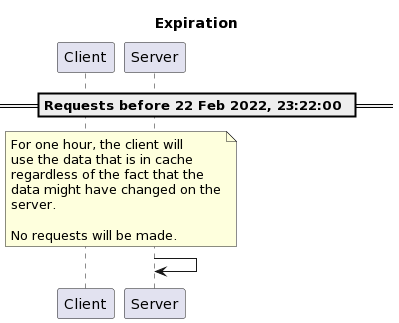 Expiration
Client Server
Requests before 22 Feb 2022, 23:22:00
For one hour, the client will
use the data that is in cache
regardless of the fact that the
data might have changed on the
server.
No requests will be made.
Client Server